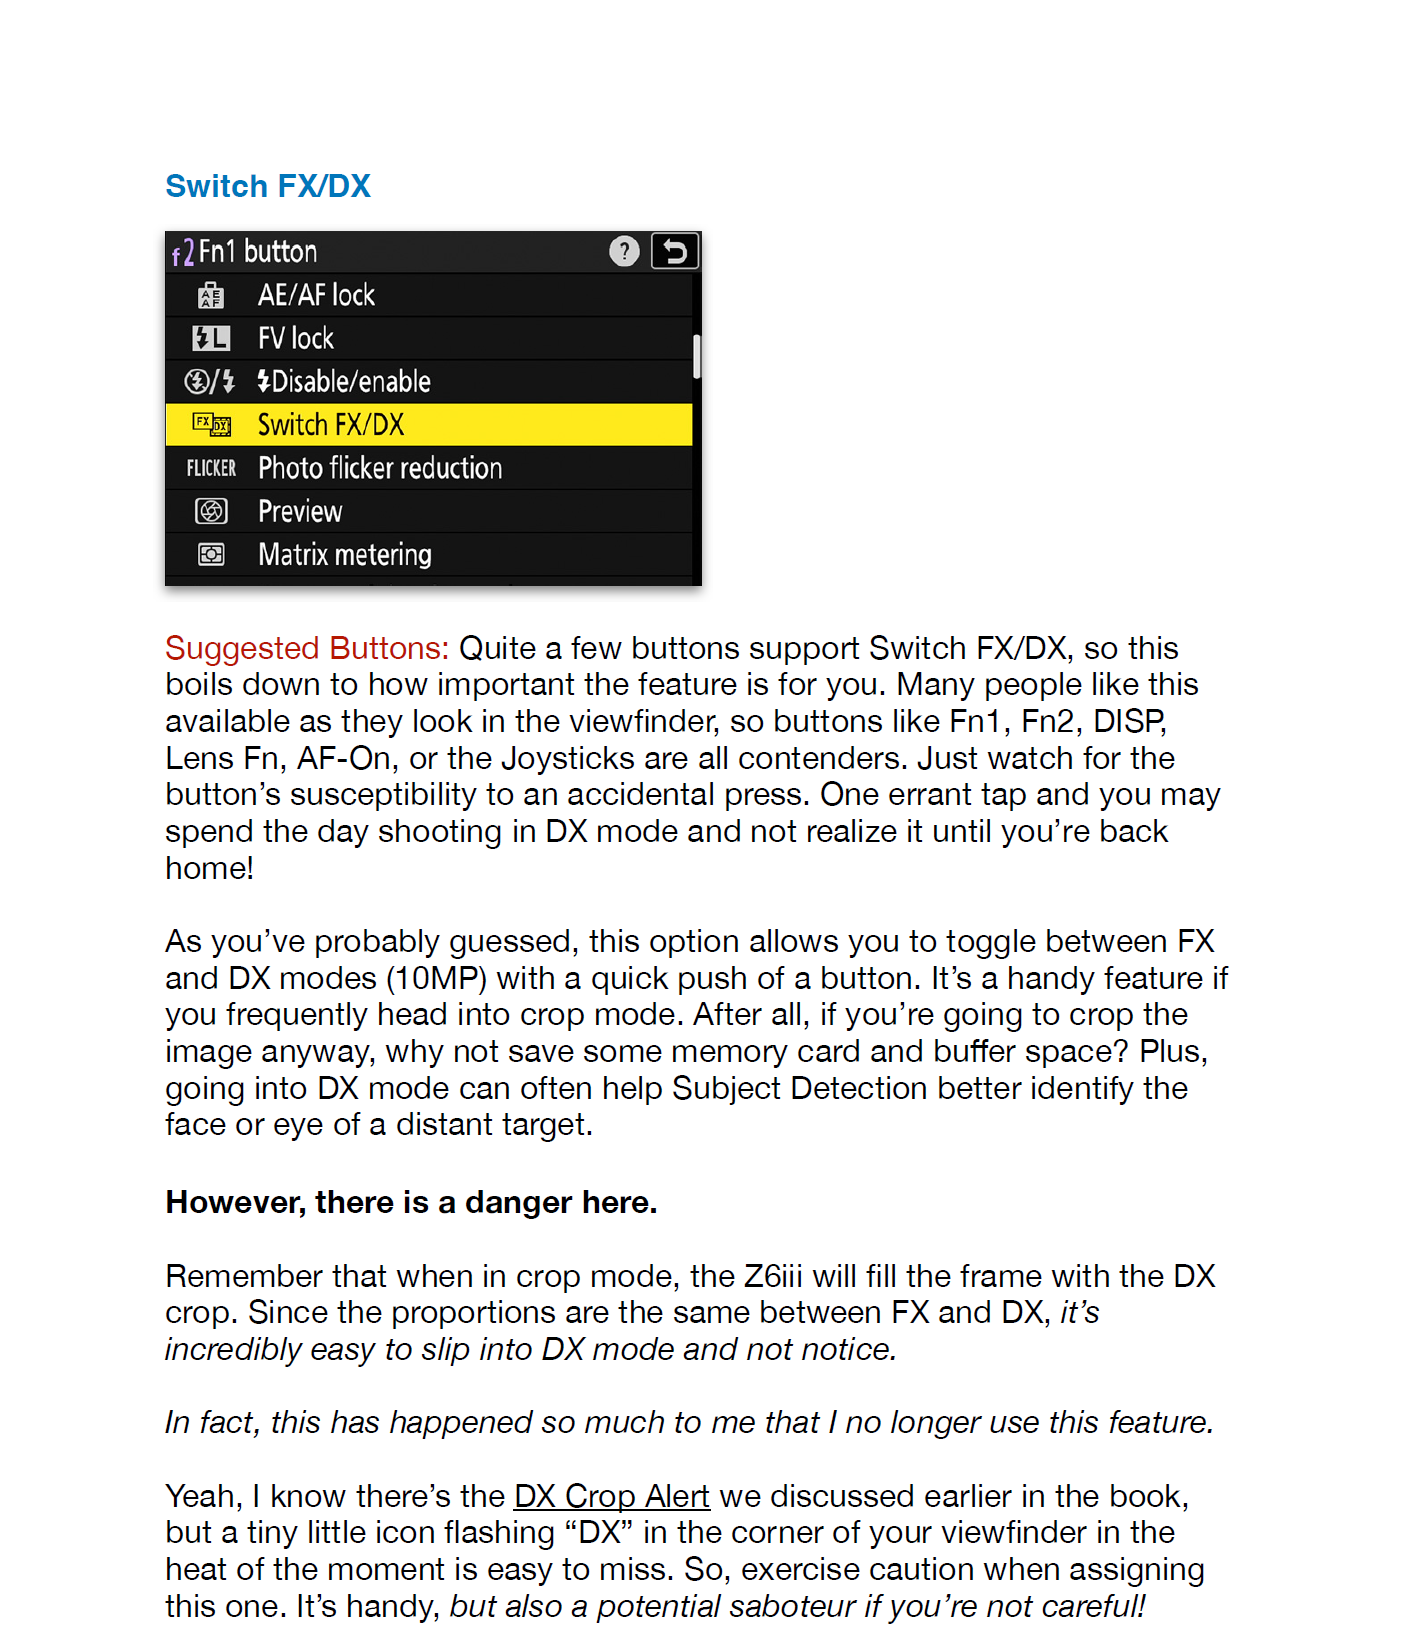 Switch FX/DX
f2 Fn1 button ?
AE AF AE/AF lock
L FV lock
/ Disable/enable
FX DX Switch FX/DX
FLICKER Photo flicker reduction
Preview
Matrix metering
Suggested Buttons: Quite a few buttons support Switch FX/DX, so this
boils down to how important the feature is for you. Many people like this
available as they look in the viewfinder, so buttons like Fn1, Fn2, DISP,
Lens Fn, AF-On, or the Joysticks are all contenders. Just watch for the
button’s susceptibility to an accidental press. One errant tap and you may
spend the day shooting in DX mode and not realize it until you’re back
home!
As you’ve probably guessed, this option allows you to toggle between FX
and DX modes (10MP) with a quick push of a button. It’s a handy feature if
you frequently head into crop mode. After all, if you’re going to crop the
image anyway, why not save some memory card and buffer space? Plus,
going into DX mode can often help Subject Detection better identify the
face or eye of a distant target.
However, there is a danger here.
Remember that when in crop mode, the Z6iii will fill the frame with the DX
crop. Since the proportions are the same between FX and DX, it’s
incredibly easy to slip into DX mode and not notice.
In fact, this has happened so much to me that I no longer use this feature.
Yeah, I know there’s the DX Crop Alert we discussed earlier in the book,
but a tiny little icon flashing “DX” in the corner of your viewfinder in the
heat of the moment is easy to miss. So, exercise caution when assigning
this one. It’s handy, but also a potential saboteur if you’re not careful!